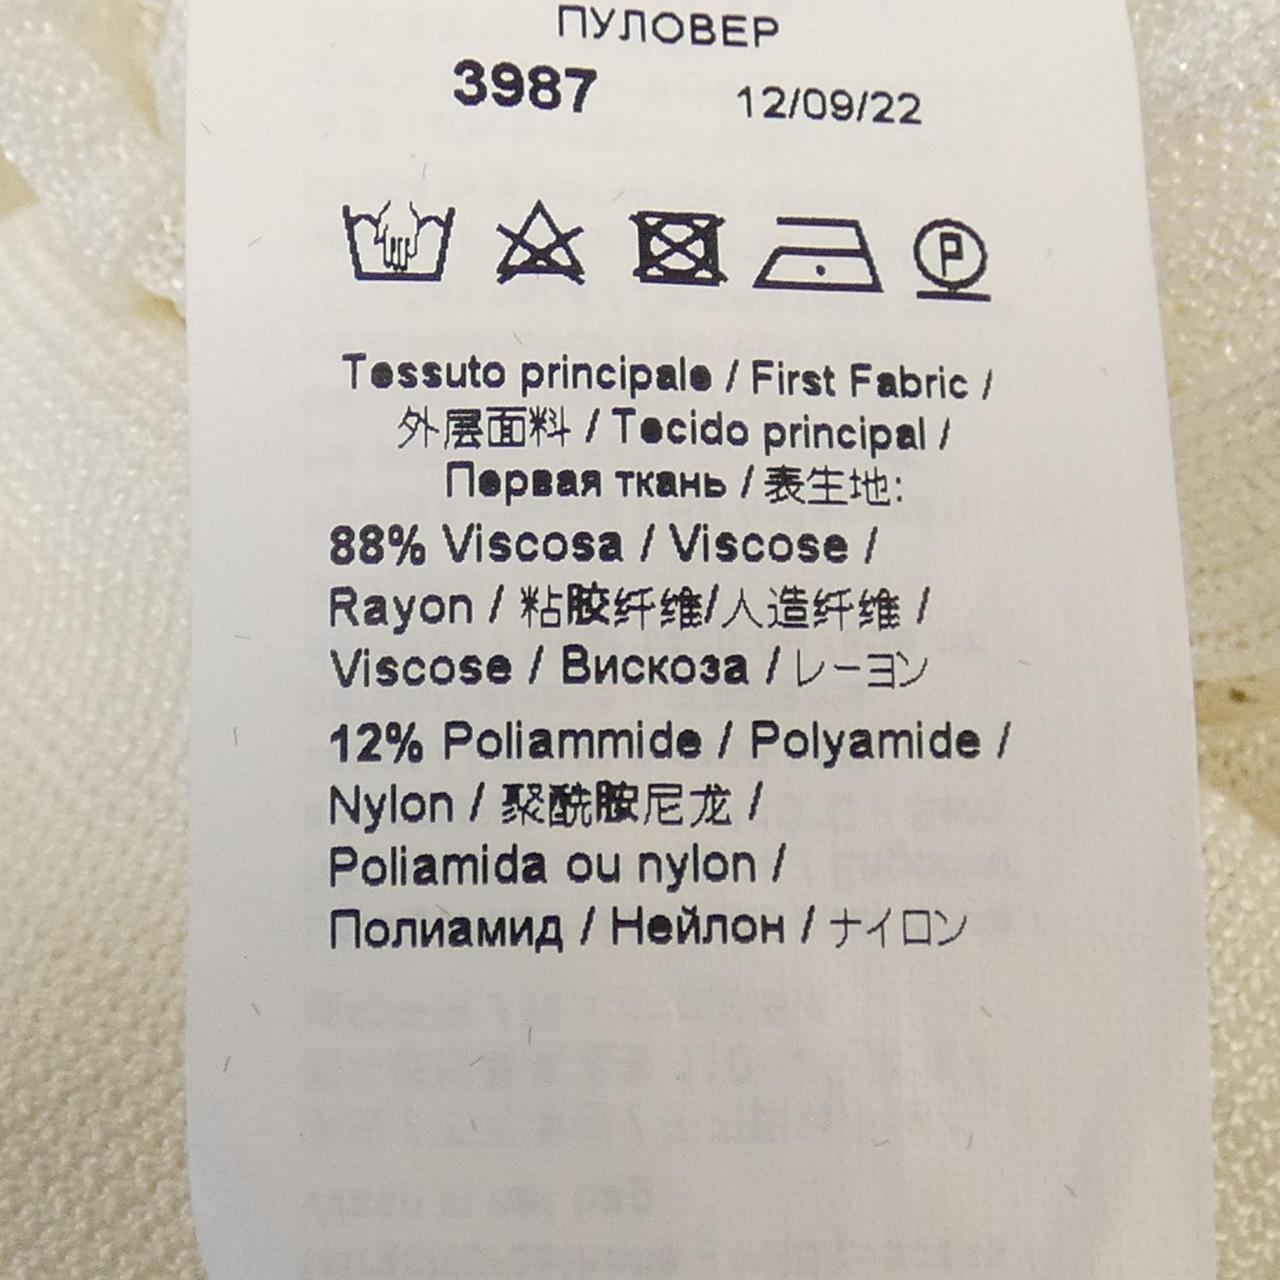 ПУЛОВЕР
3987 12/09/22
P
Tessuto principale / First Fabric /
外层面料 / Tecido principal /
Первая ткань / 表生地:
88% Viscosa / Viscose /
Rayon / 粘胶纤维/人造纤维 /
Viscose / Вискоза / レーヨン
12% Poliammide / Polyamide /
Nylon / 聚酰胺尼龙 /
Poliamida ou nylon /
Полиамид / Нейлон / ナイロン